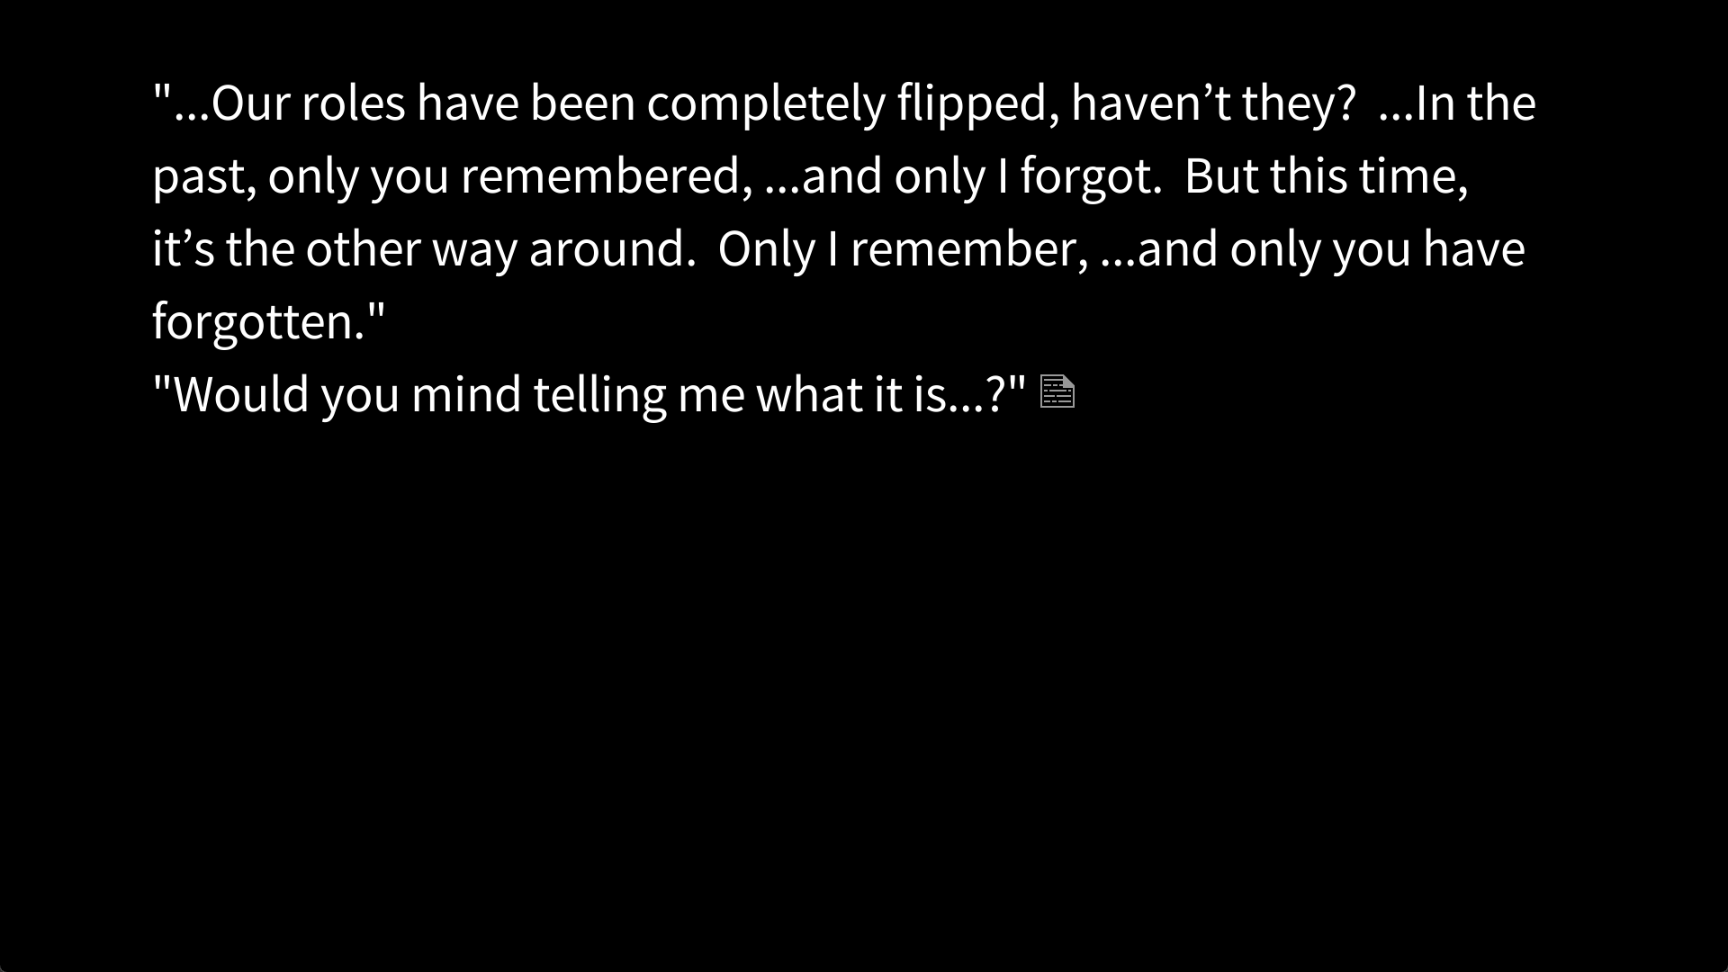 "...Our roles have been completely flipped, haven’t they?  ...In the
past, only you remembered, ...and only I forgot.  But this time,
it’s the other way around.  Only I remember, ...and only you have
forgotten."
"Would you mind telling me what it is...?"